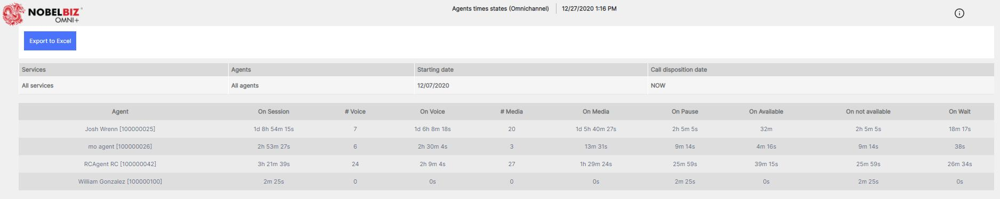 NOBELBIZ
OMNI+
Agents times states (Omnichannel) 12/27/2020 1:16 PM
Export to Excel
Services Agents Starting date Call disposition date
All services All agents 12/07/2020 NOW
Agent On Session # Voice On Voice # Media On Media On Pause On Available On not available On Wait
Josh Wrenn [100000025] 1d 8h 54m 15s 7 1d 6h 8m 18s 20 1d 5h 40m 27s 2h 5m 5s 32m 2h 5m 5s 18m 17s
mo agent [100000026] 2h 53m 27s 6 2h 30m 4s 3 13m 31s 9m 14s 4m 16s 9m 14s 38s
RCAgent RC [100000042] 3h 21m 39s 24 2h 9m 4s 27 1h 29m 24s 25m 59s 39m 15s 25m 59s 26m 34s
William Gonzalez [100000100] 2m 25s 0 0s 0 0s 2m 25s 0s 2m 25s 0s